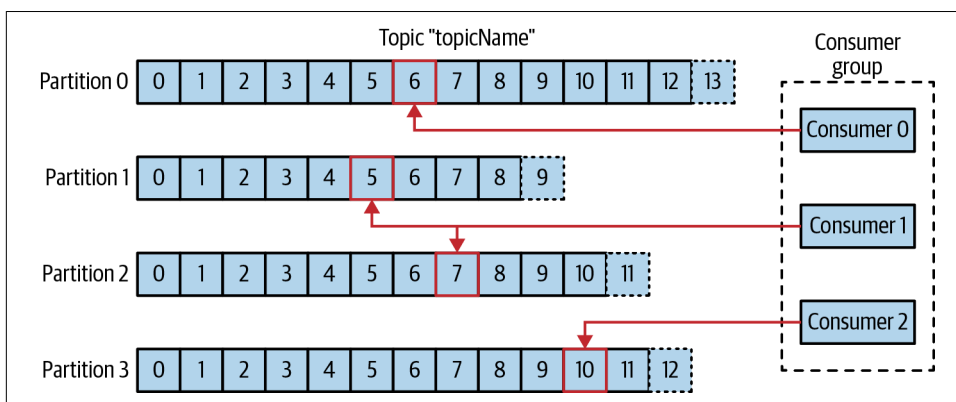 Topic "topicName"
Consumer
group
Partition 0 0 1 2 3 4 5 6 7 8 9 10 11 12 13
Consumer 0
Partition 1 0 1 2 3 4 5 6 7 8 9
Consumer 1
Partition 2 0 1 2 3 4 5 6 7 8 9 10 11
Consumer 2
Partition 3 0 1 2 3 4 5 6 7 8 9 10 11 12